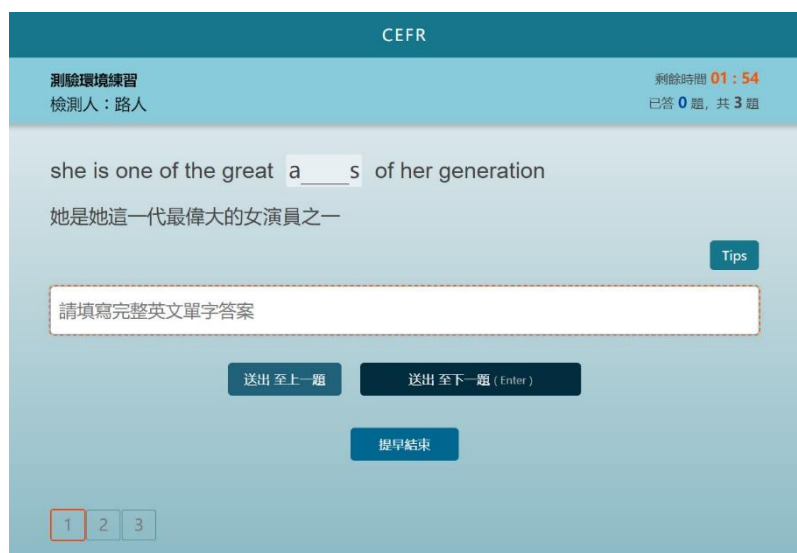 CEFR
測驗環境練習
剩餘時間 01 : 54
檢測人：路人
已答 0 題, 共 3 題
she is one of the great a____s of her generation
她是她這一代最偉大的女演員之一
Tips
請填寫完整英文單字答案
送出 至上一題
送出 至下一題 ( Enter )
提早結束
1 2 3